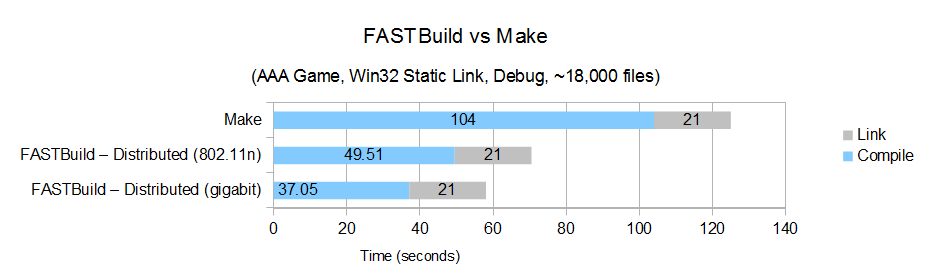 FASTBuild vs Make
(AAA Game, Win32 Static Link, Debug, ~18,000 files)
Make
104
21
FASTBuild – Distributed (802.11n)
49.51
21
FASTBuild – Distributed (gigabit)
37.05
21
0 20 40 60 80 100 120 140
Time (seconds)
Link
Compile